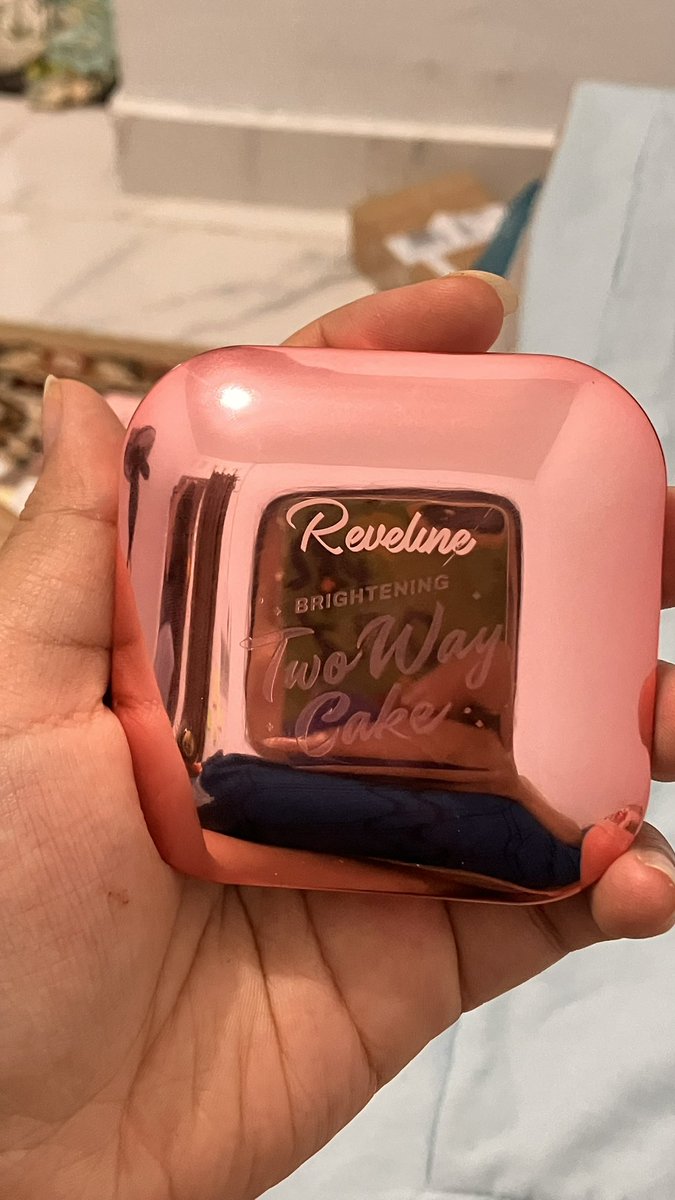 Reveline
BRIGHTENING
Two Way
Cake